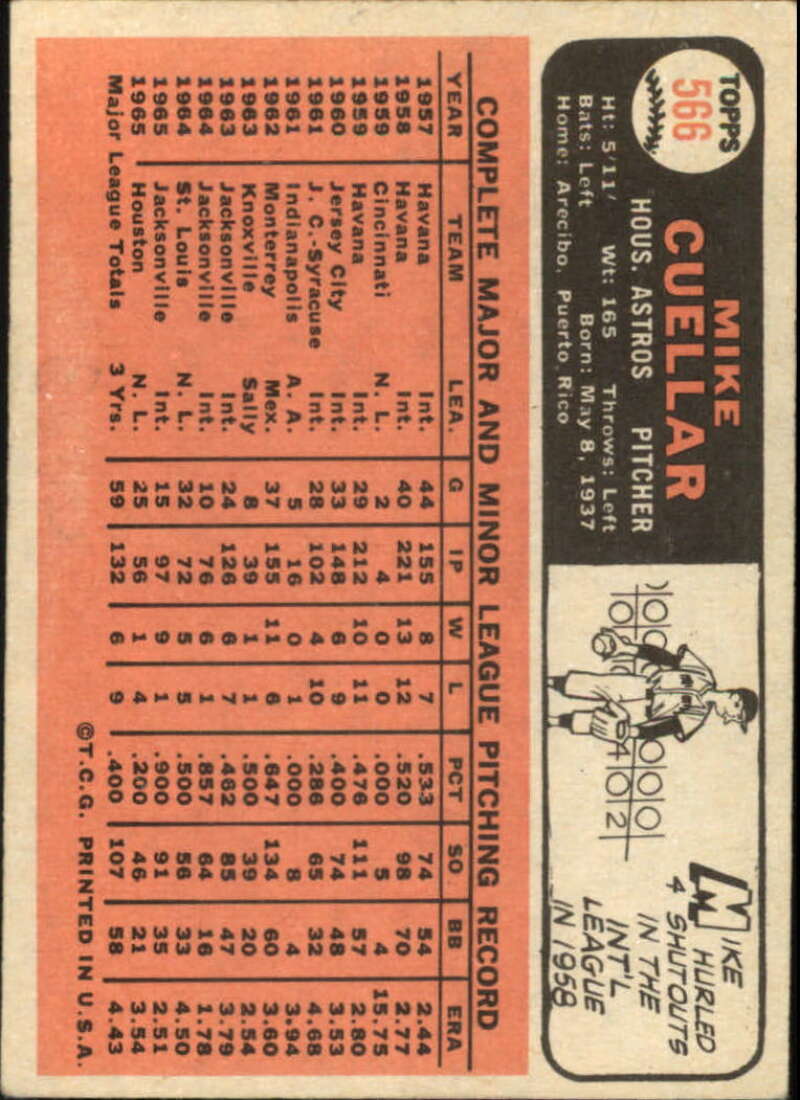 TOPPS
566
MIKE
CUELLAR
HOUS. ASTROS PITCHER
Ht: 5'11' Wt: 165 Throws: Left
Bats: Left Born: May 8, 1937
Home: Arecibo, Puerto Rico
MIKE
HURLED
4 SHUTOUTS
IN THE
INT'L
LEAGUE
IN 1958
COMPLETE MAJOR AND MINOR LEAGUE PITCHING RECORD
YEAR TEAM LEA. G IP W L PCT SO BB ERA
1957 Havana Int. 44 155 8 7 .533 74 54 2.44
1958 Havana Int. 40 221 13 12 .520 98 70 2.77
1959 Cincinnati N. L. 2 4 0 0 .000 5 4 15.75
1959 Havana Int. 29 212 10 11 .476 111 57 2.80
1960 Jersey City Int. 33 148 6 9 .400 74 48 3.53
1961 J. C.-Syracuse Int. 28 102 4 10 .286 65 32 4.68
1961 Indianapolis A. A. 5 16 0 1 .000 8 4 3.94
1962 Monterrey Mex. 37 155 11 6 .647 134 60 3.60
1963 Knoxville Sally 8 39 1 1 .500 39 20 2.54
1963 Jacksonville Int. 24 126 6 7 .462 85 47 3.79
1964 Jacksonville Int. 10 76 6 1 .857 64 16 1.78
1964 St. Louis N. L. 32 72 5 5 .500 56 33 4.50
1965 Jacksonville Int. 15 97 9 1 .900 91 35 2.51
1965 Houston N. L. 25 56 1 4 .200 46 21 3.54
Major League Totals 3 Yrs. 59 132 6 9 .400 107 58 4.43
©T.C.G. PRINTED IN U.S.A.